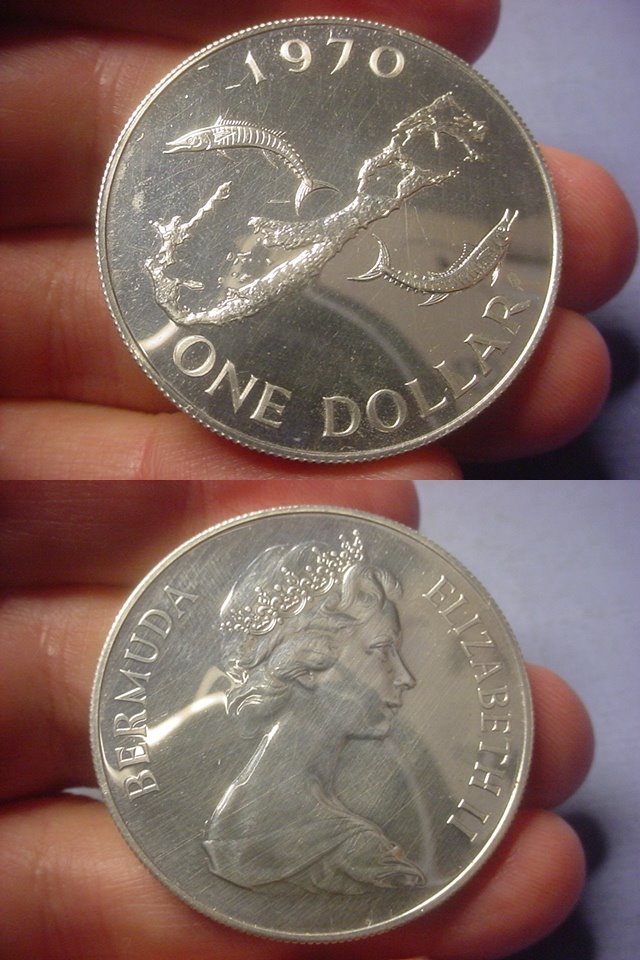 1970
ONE DOLLAR
BERMUDA
ELIZABETH II